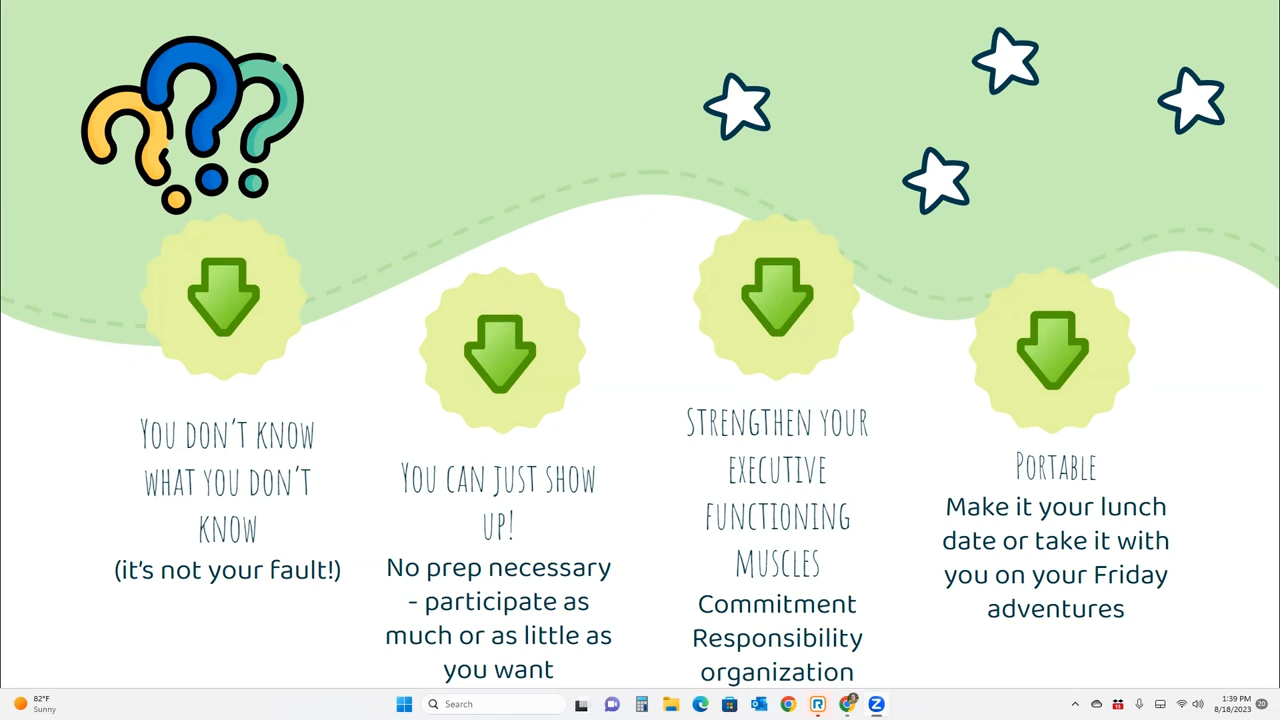 You don't know
what you don't
know
(it's not your fault!)
You can just show
up!
No prep necessary
- participate as
much or as little as
you want
Strengthen your
executive
functioning
muscles
Commitment
Responsibility
organization
Portable
Make it your lunch
date or take it with
you on your Friday
adventures
82°F
Sunny
Search
1:39 PM
8/18/2023